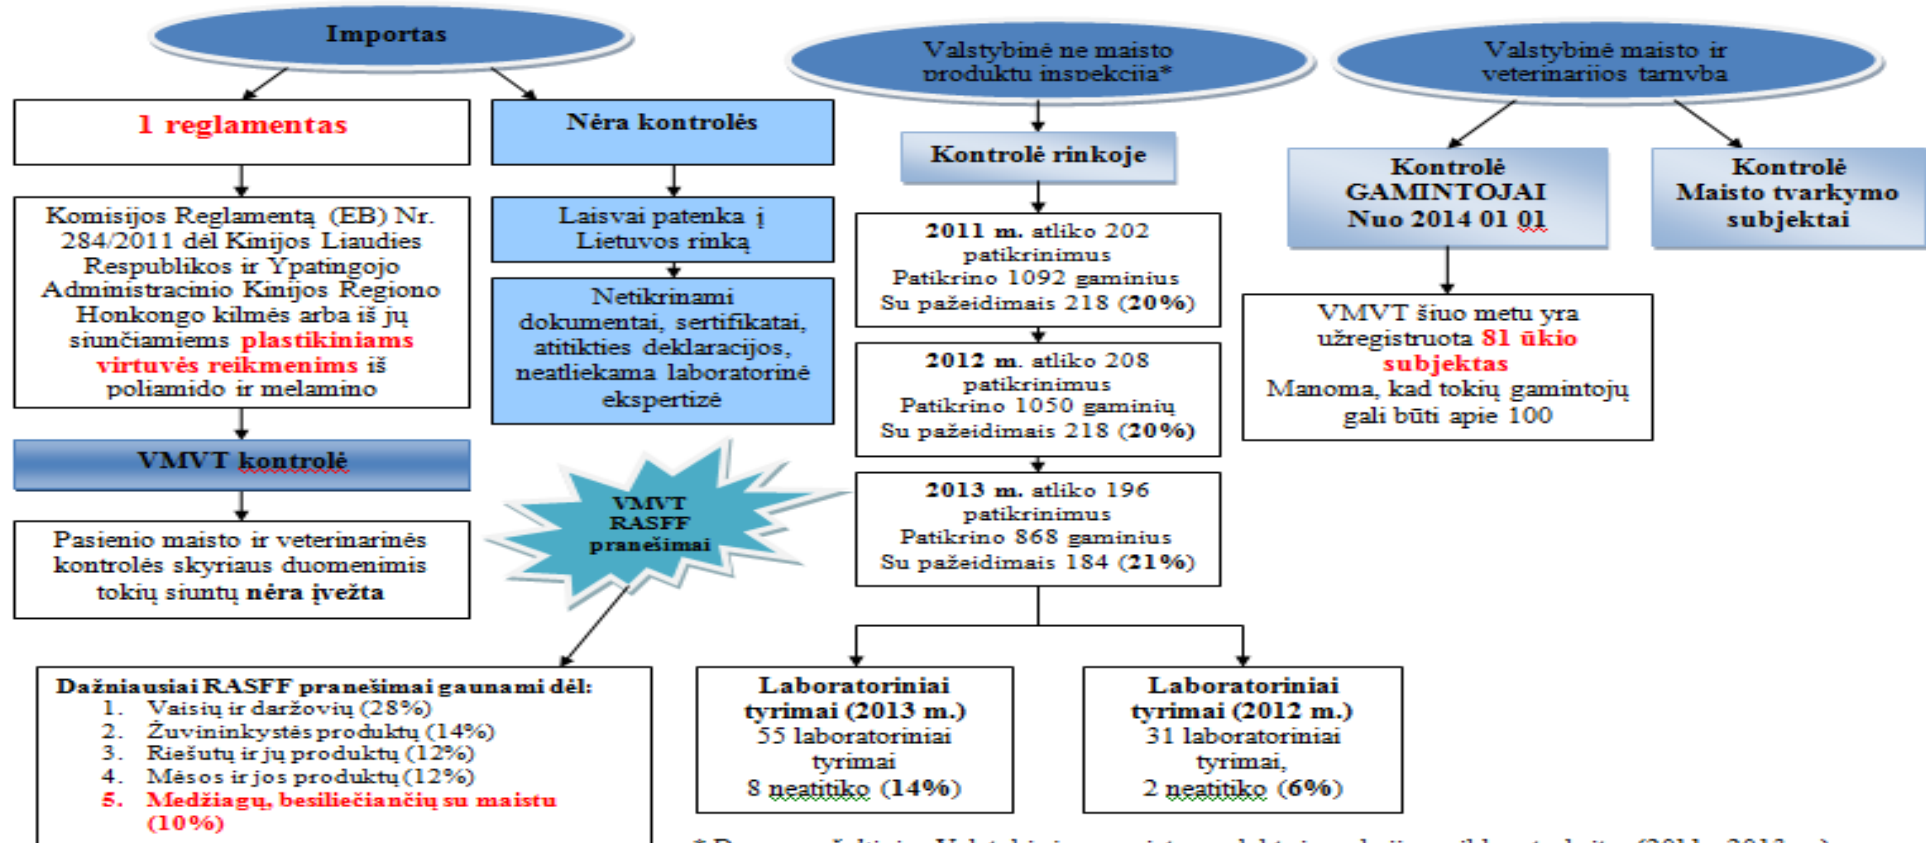 Importas
1 reglamentas
Komisijos Reglamentą (EB) Nr.
284/2011 dėl Kinijos Liaudies
Respublikos ir Ypatingojo
Administracinio Kinijos Regiono
Honkongo kilmės arba iš jų
siunčiamiems plastikiniams
virtuvės reikmenims iš
poliamido ir melamino
VMVT kontrolė
Pasienio maisto ir veterinarinės
kontrolės skyriaus duomenimis
tokių siuntų nėra įvežta
Nėra kontrolės
Laisvai patenka į
Lietuvos rinką
Netikrinami
dokumentai, sertifikatai,
atitikties deklaracijos,
neatliekama laboratorinė
ekspertizė
VMVT
RASFF
pranešimai
Dažniausiai RASFF pranešimai gaunami dėl:
1. Vaisių ir daržovių (28%)
2. Žuvininkystės produktų (14%)
3. Riešutų ir jų produktų (12%)
4. Mėsos ir jos produktų (12%)
5. Medžiagų, besiliečiančių su maistu
(10%)
Valstybinė ne maisto
produktu inspekcija*
Kontrolė rinkoje
2011 m. atliko 202
patikrinimus
Patikrino 1092 gaminius
Su pažeidimais 218 (20%)
2012 m. atliko 208
patikrinimus
Patikrino 1050 gaminių
Su pažeidimais 218 (20%)
2013 m. atliko 196
patikrinimus
Patikrino 868 gaminius
Su pažeidimais 184 (21%)
Laboratoriniai
tyrimai (2013 m.)
55 laboratoriniai
tyrimai
8 neatitiko (14%)
Laboratoriniai
tyrimai (2012 m.)
31 laboratoriniai
tyrimai,
2 neatitiko (6%)
Valstybinė maisto ir
veterinarijos tarnyba
Kontrolė
GAMINTOJAI
Nuo 2014 01 01
VMVT šiuo metu yra
užregistruota 81 ūkio
subjektas
Manoma, kad tokių gamintojų
gali būti apie 100
Kontrolė
Maisto tvarkymo
subjektai